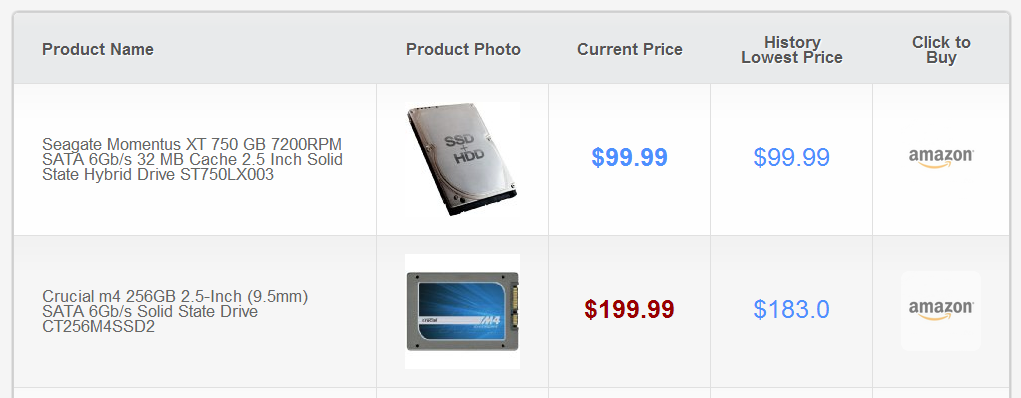 Product Name
Product Photo
Current Price
History
Lowest Price
Click to
Buy
Seagate Momentus XT 750 GB 7200RPM
SATA 6Gb/s 32 MB Cache 2.5 Inch Solid
State Hybrid Drive ST750LX003
SSD
+
HDD
$99.99
$99.99
amazon
Crucial m4 256GB 2.5-Inch (9.5mm)
SATA 6Gb/s Solid State Drive
CT256M4SSD2
crucial
M4
$199.99
$183.0
amazon